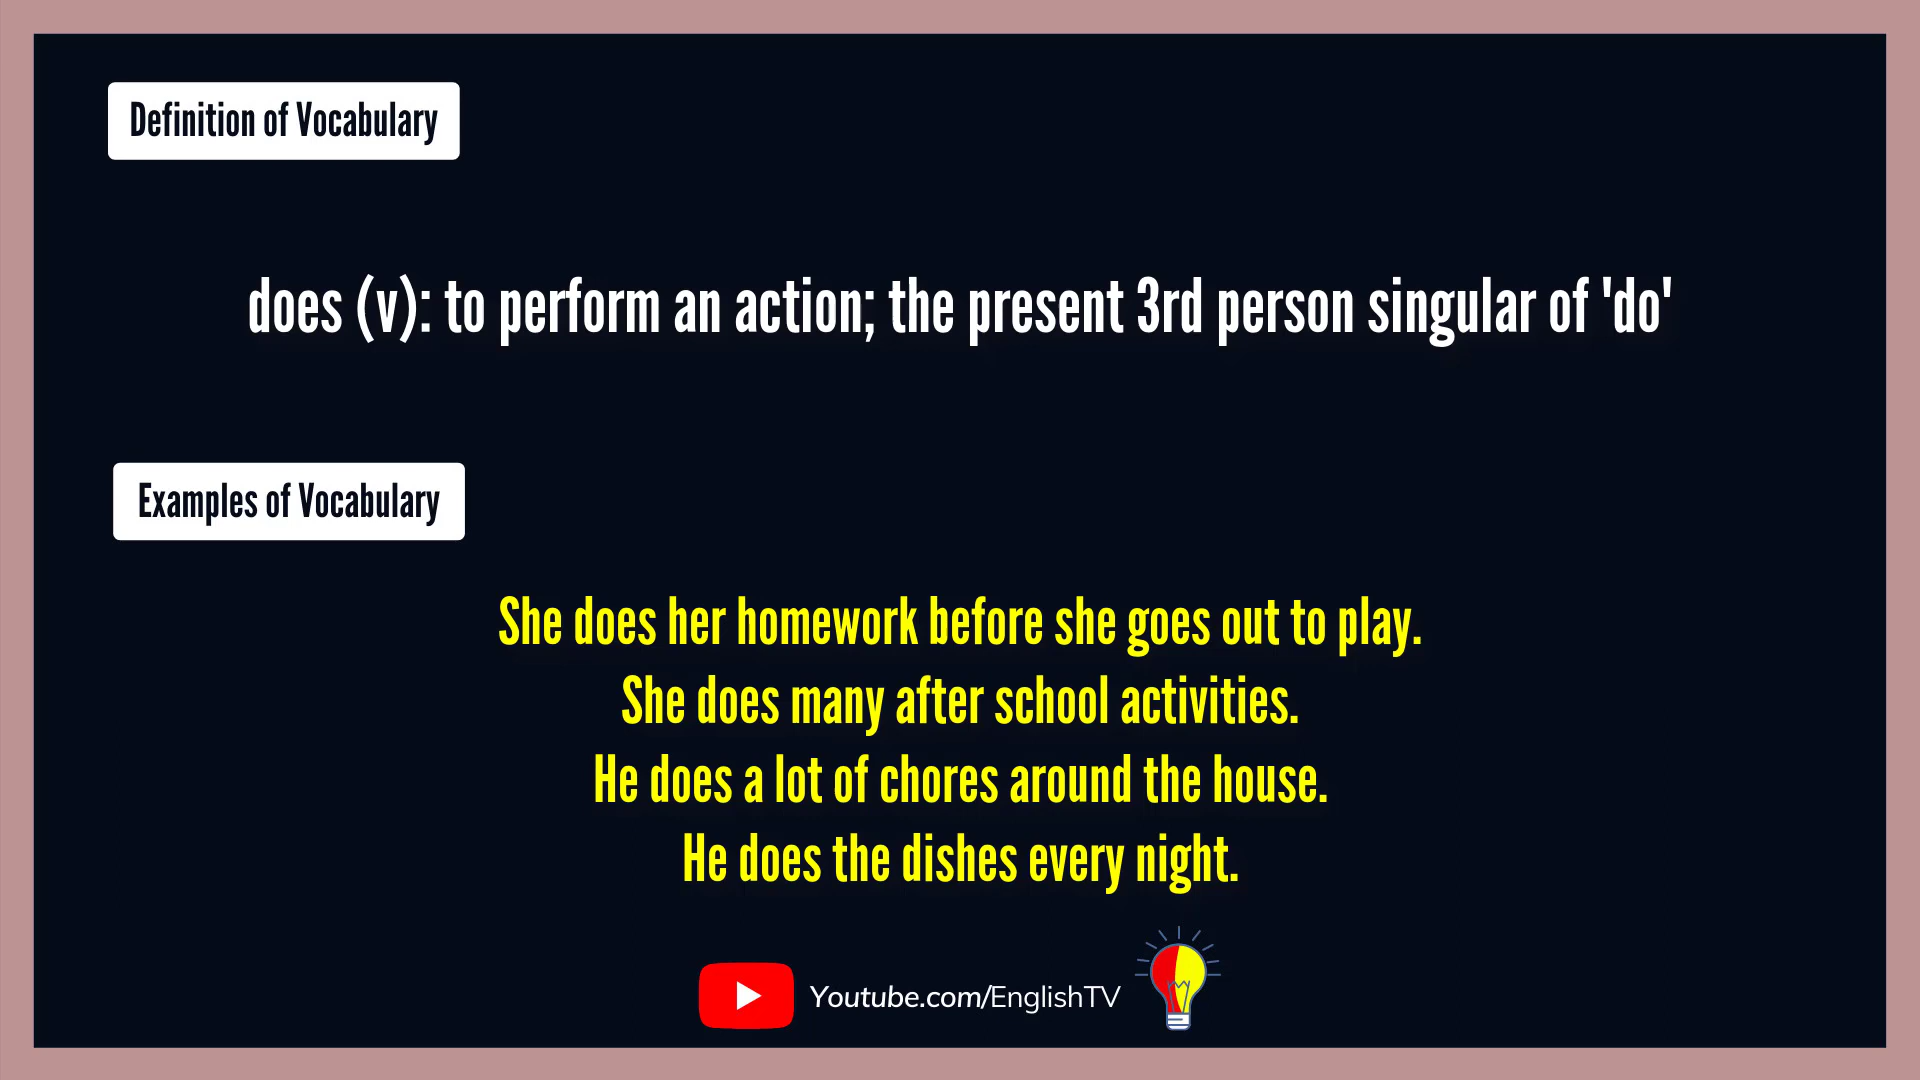 Definition of Vocabulary
does (v): to perform an action; the present 3rd person singular of 'do'
Examples of Vocabulary
She does her homework before she goes out to play.
She does many after school activities.
He does a lot of chores around the house.
He does the dishes every night.
Youtube.com/EnglishTV